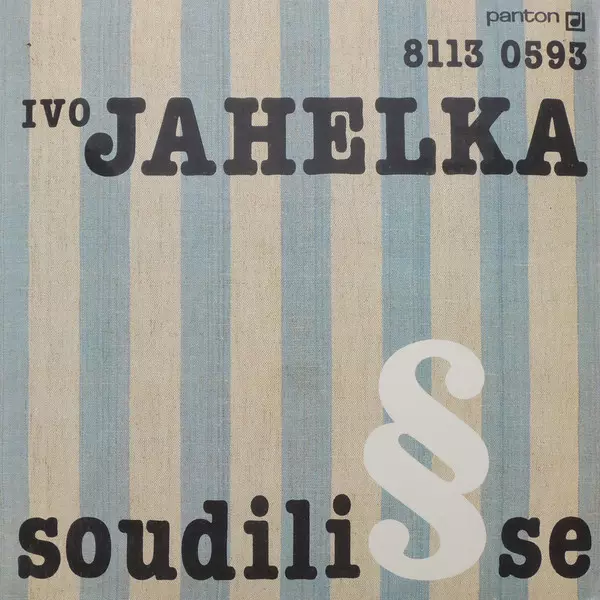 panton
8113 0593
IVO JAHELKA
soudili § se